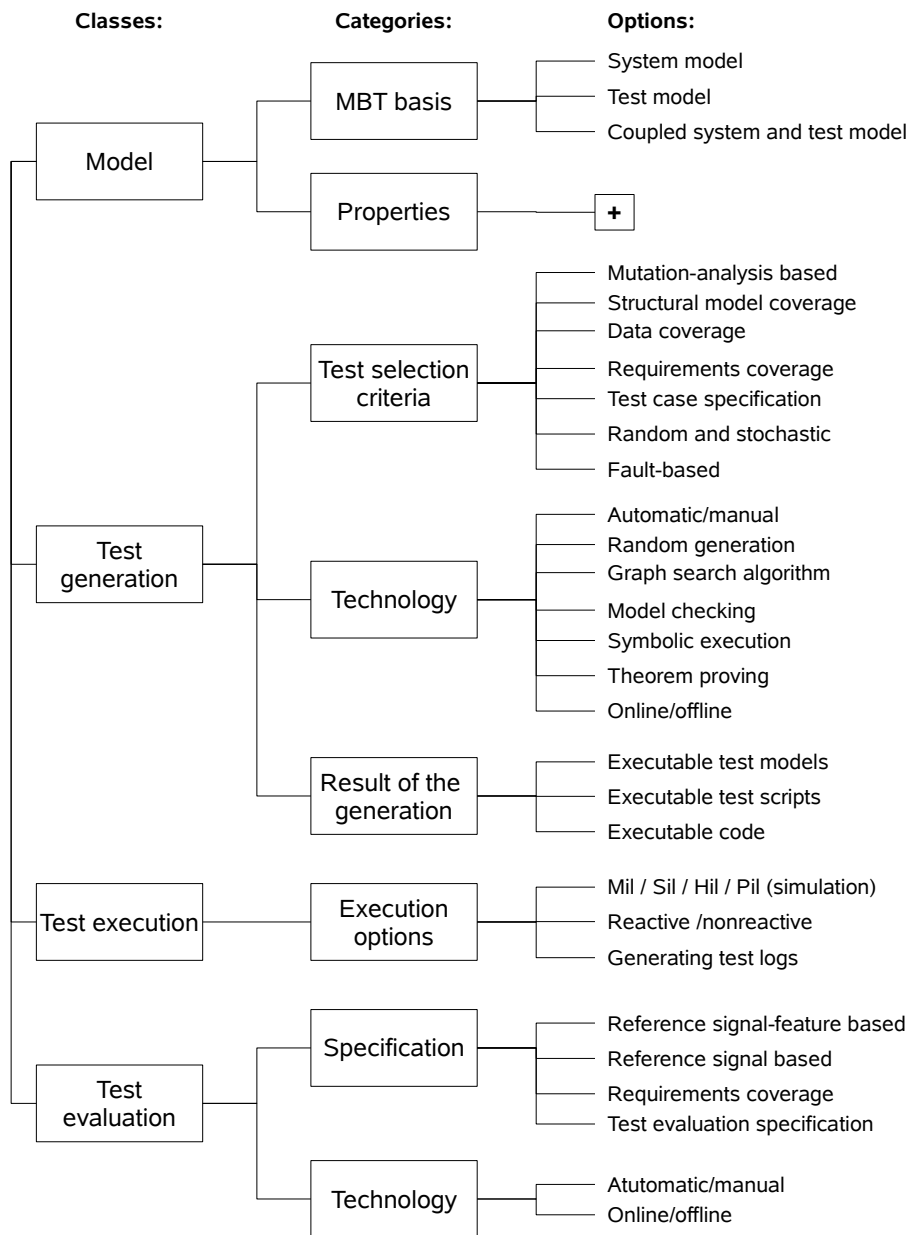 Classes:
Categories:
Options:
Model
MBT basis
System model
Test model
Coupled system and test model
Properties
+
Test
generation
Test selection
criteria
Mutation-analysis based
Structural model coverage
Data coverage
Requirements coverage
Test case specification
Random and stochastic
Fault-based
Technology
Automatic/manual
Random generation
Graph search algorithm
Model checking
Symbolic execution
Theorem proving
Online/offline
Result of the
generation
Executable test models
Executable test scripts
Executable code
Test execution
Execution
options
Mil / Sil / Hil / Pil (simulation)
Reactive /nonreactive
Generating test logs
Test
evaluation
Specification
Reference signal-feature based
Reference signal based
Requirements coverage
Test evaluation specification
Technology
Atutomatic/manual
Online/offline